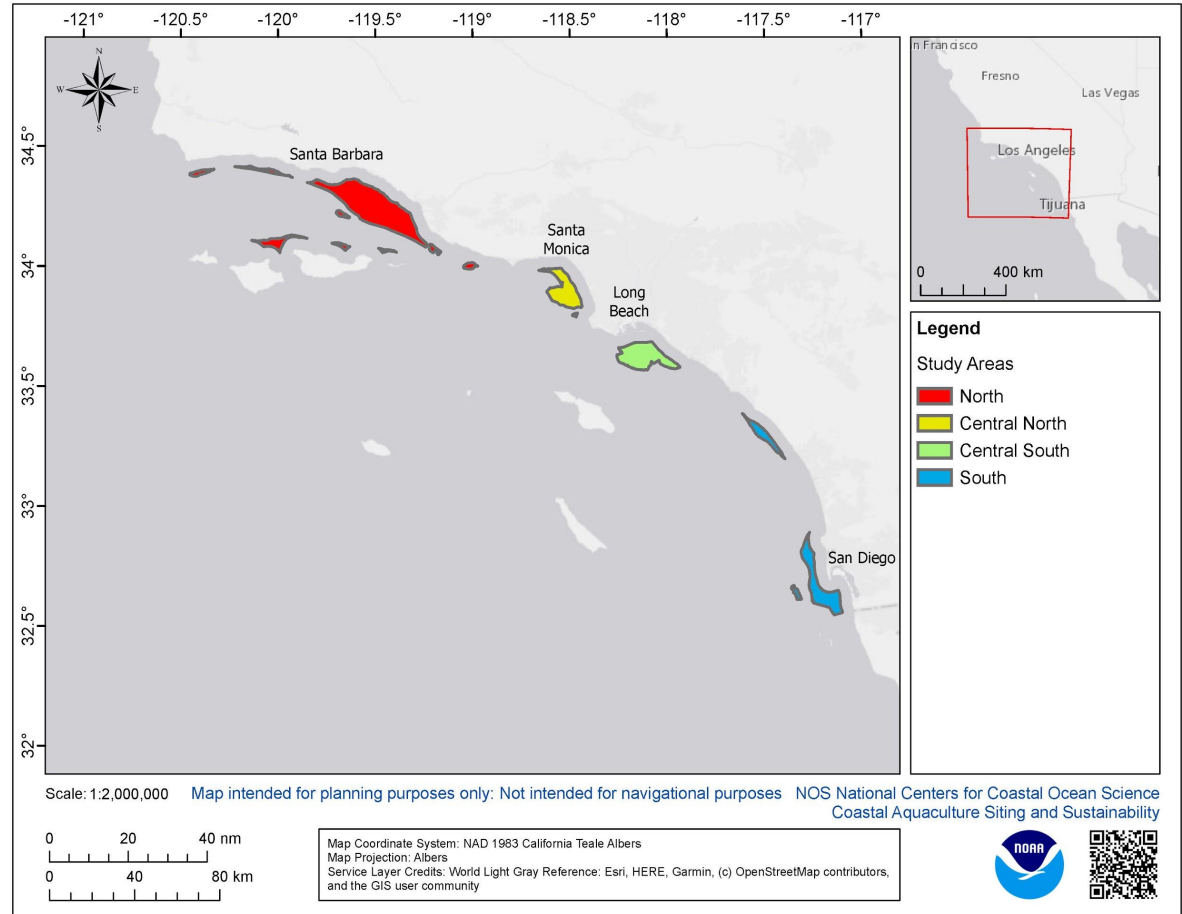 -121° -120.5° -120° -119.5° -119° -118.5° -118° -117.5° -117°
34.5°
34°
33.5°
33°
32.5°
32°
N
W E
S
Santa Barbara
Santa
Monica
Long
Beach
San Diego
n Francisco
Fresno
Las Vegas
Los Angeles
Tijuana
0 400 km
Legend
Study Areas
North
Central North
Central South
South
Scale: 1:2,000,000 Map intended for planning purposes only: Not intended for navigational purposes NOS National Centers for Coastal Ocean Science
Coastal Aquaculture Siting and Sustainability
0 20 40 nm
0 40 80 km
Map Coordinate System: NAD 1983 California Teale Albers
Map Projection: Albers
Service Layer Credits: World Light Gray Reference: Esri, HERE, Garmin, (c) OpenStreetMap contributors,
and the GIS user community
NOAA